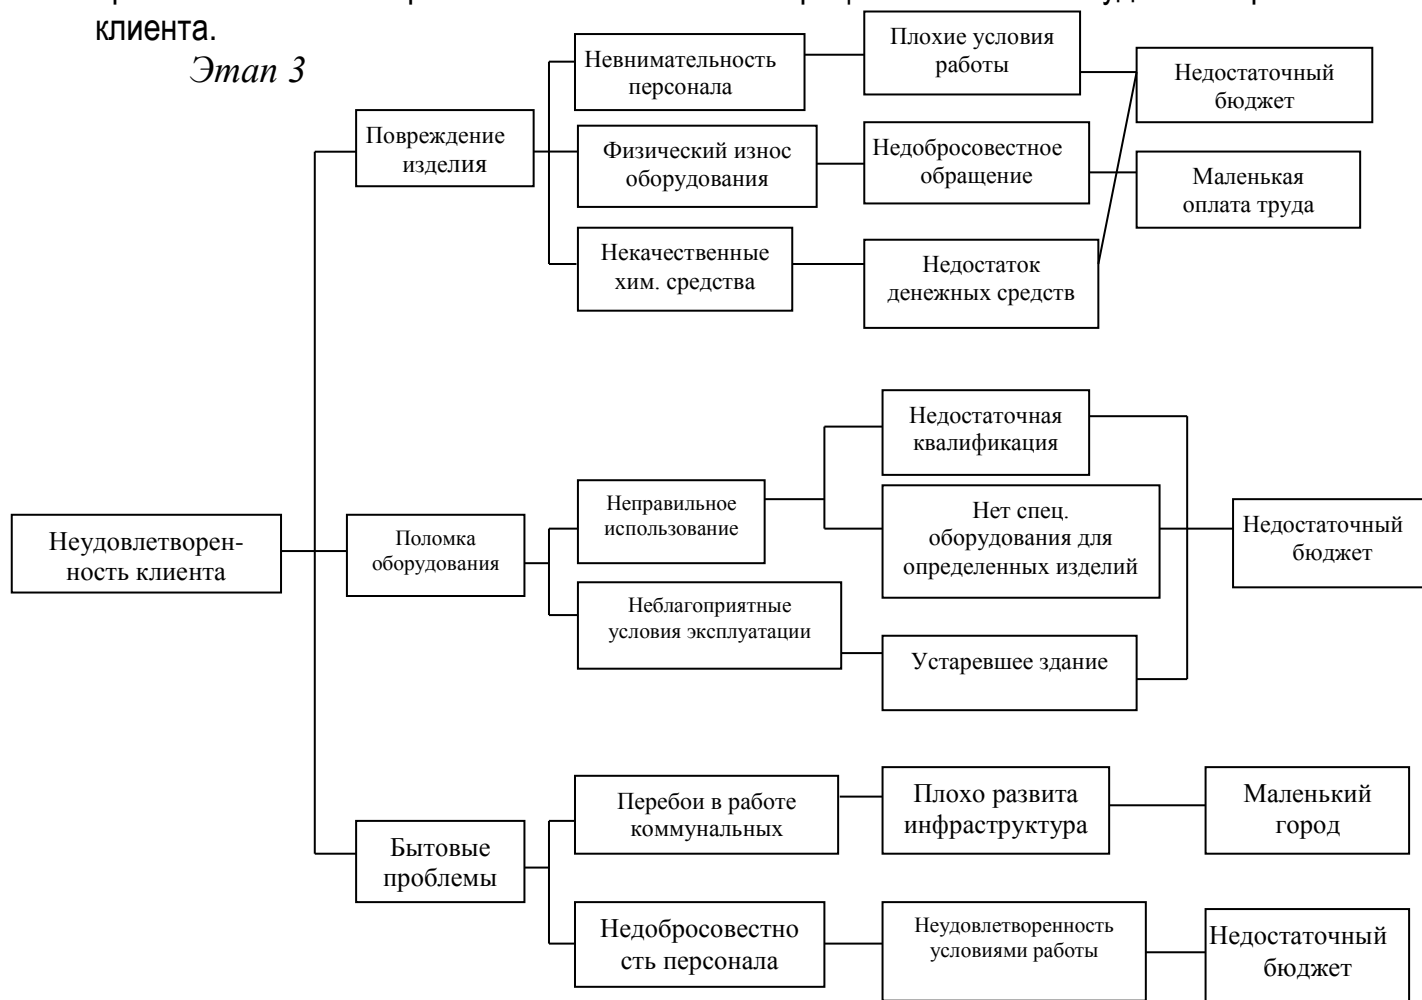 клиента.
Этап 3
Невнимательность
персонала
Плохие условия
работы
Недостаточный
бюджет
Повреждение
изделия
Физический износ
оборудования
Недобросовестное
обращение
Маленькая
оплата труда
Некачественные
хим. средства
Недостаток
денежных средств
Неудовлетворен-
ность клиента
Поломка
оборудования
Неправильное
использование
Недостаточная
квалификация
Нет спец.
оборудования для
определенных изделий
Недостаточный
бюджет
Неблагоприятные
условия эксплуатации
Устаревшее здание
Бытовые
проблемы
Перебои в работе
коммунальных
Плохо развита
инфраструктура
Маленький
город
Недобросовестно
сть персонала
Неудовлетворенность
условиями работы
Недостаточный
бюджет